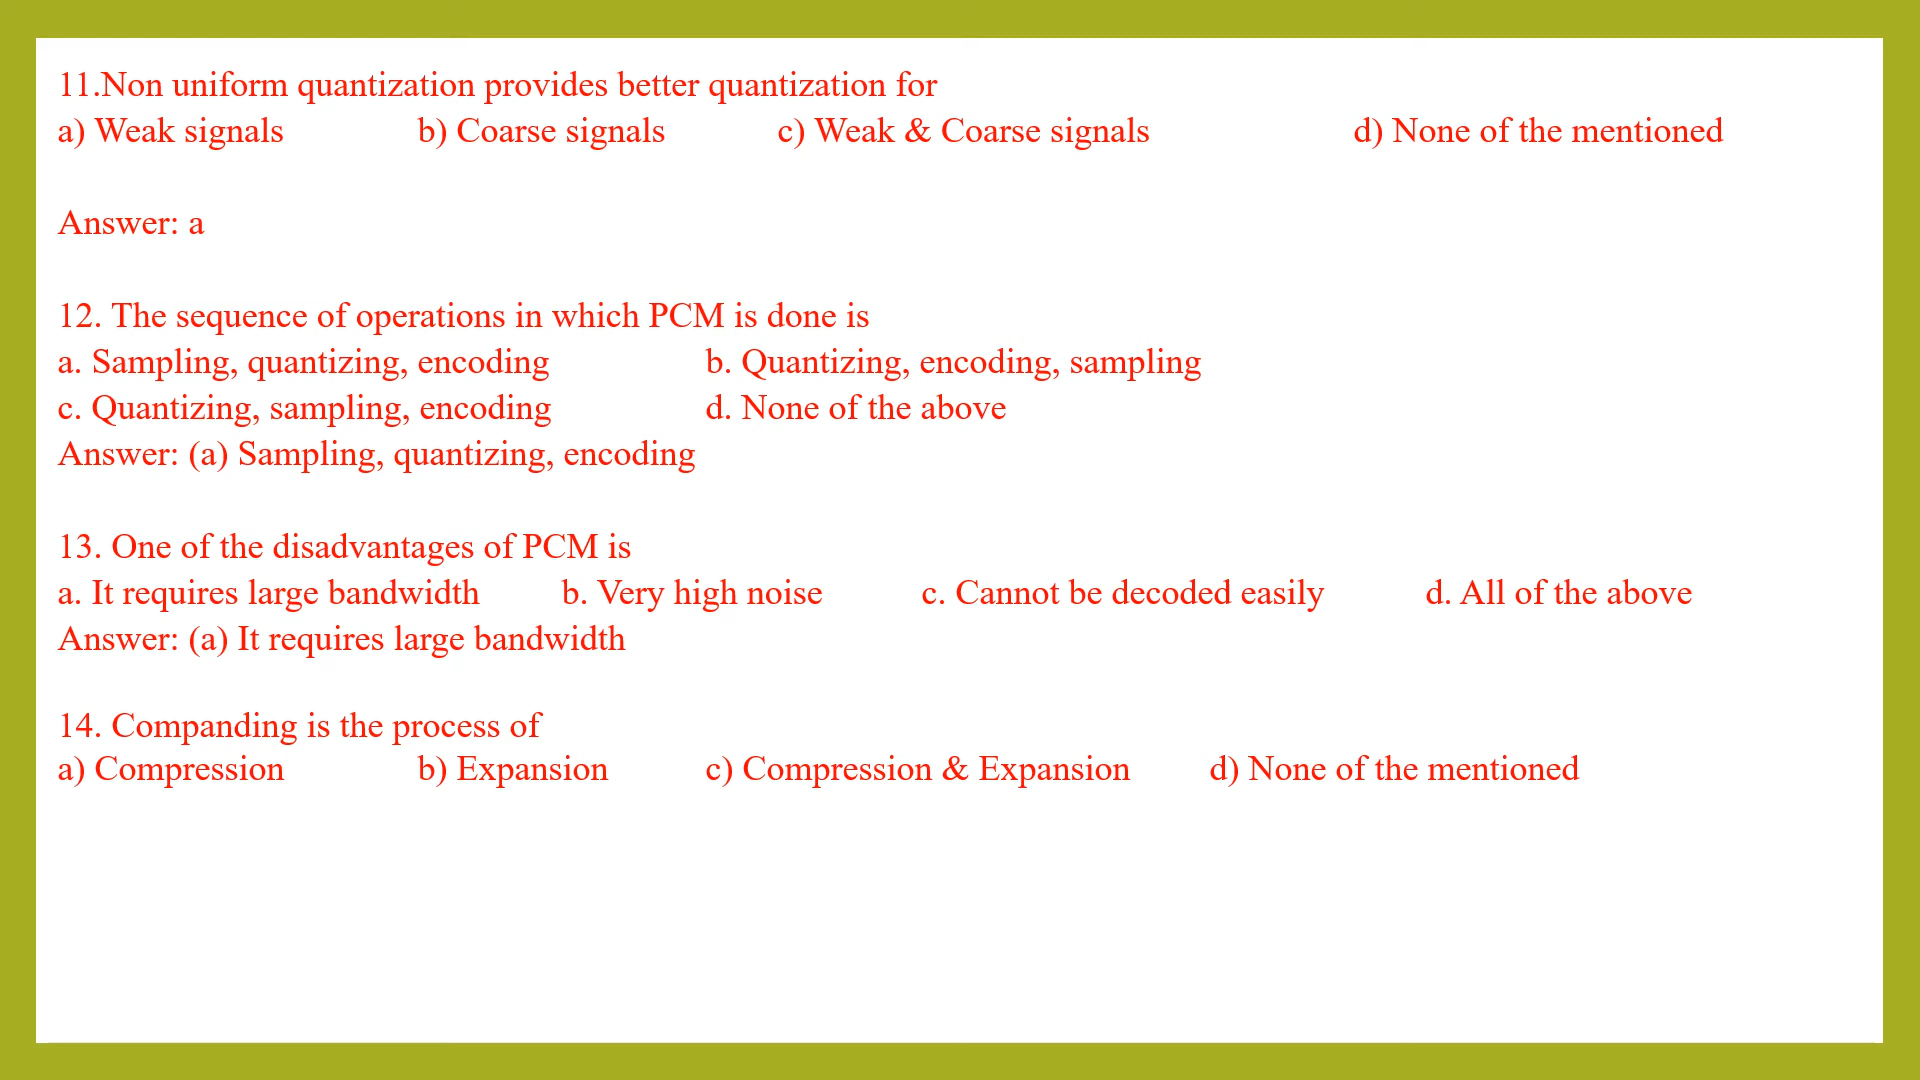 11.Non uniform quantization provides better quantization for
a) Weak signals b) Coarse signals c) Weak & Coarse signals d) None of the mentioned
Answer: a
12. The sequence of operations in which PCM is done is
a. Sampling, quantizing, encoding b. Quantizing, encoding, sampling
c. Quantizing, sampling, encoding d. None of the above
Answer: (a) Sampling, quantizing, encoding
13. One of the disadvantages of PCM is
a. It requires large bandwidth b. Very high noise c. Cannot be decoded easily d. All of the above
Answer: (a) It requires large bandwidth
14. Companding is the process of
a) Compression b) Expansion c) Compression & Expansion d) None of the mentioned